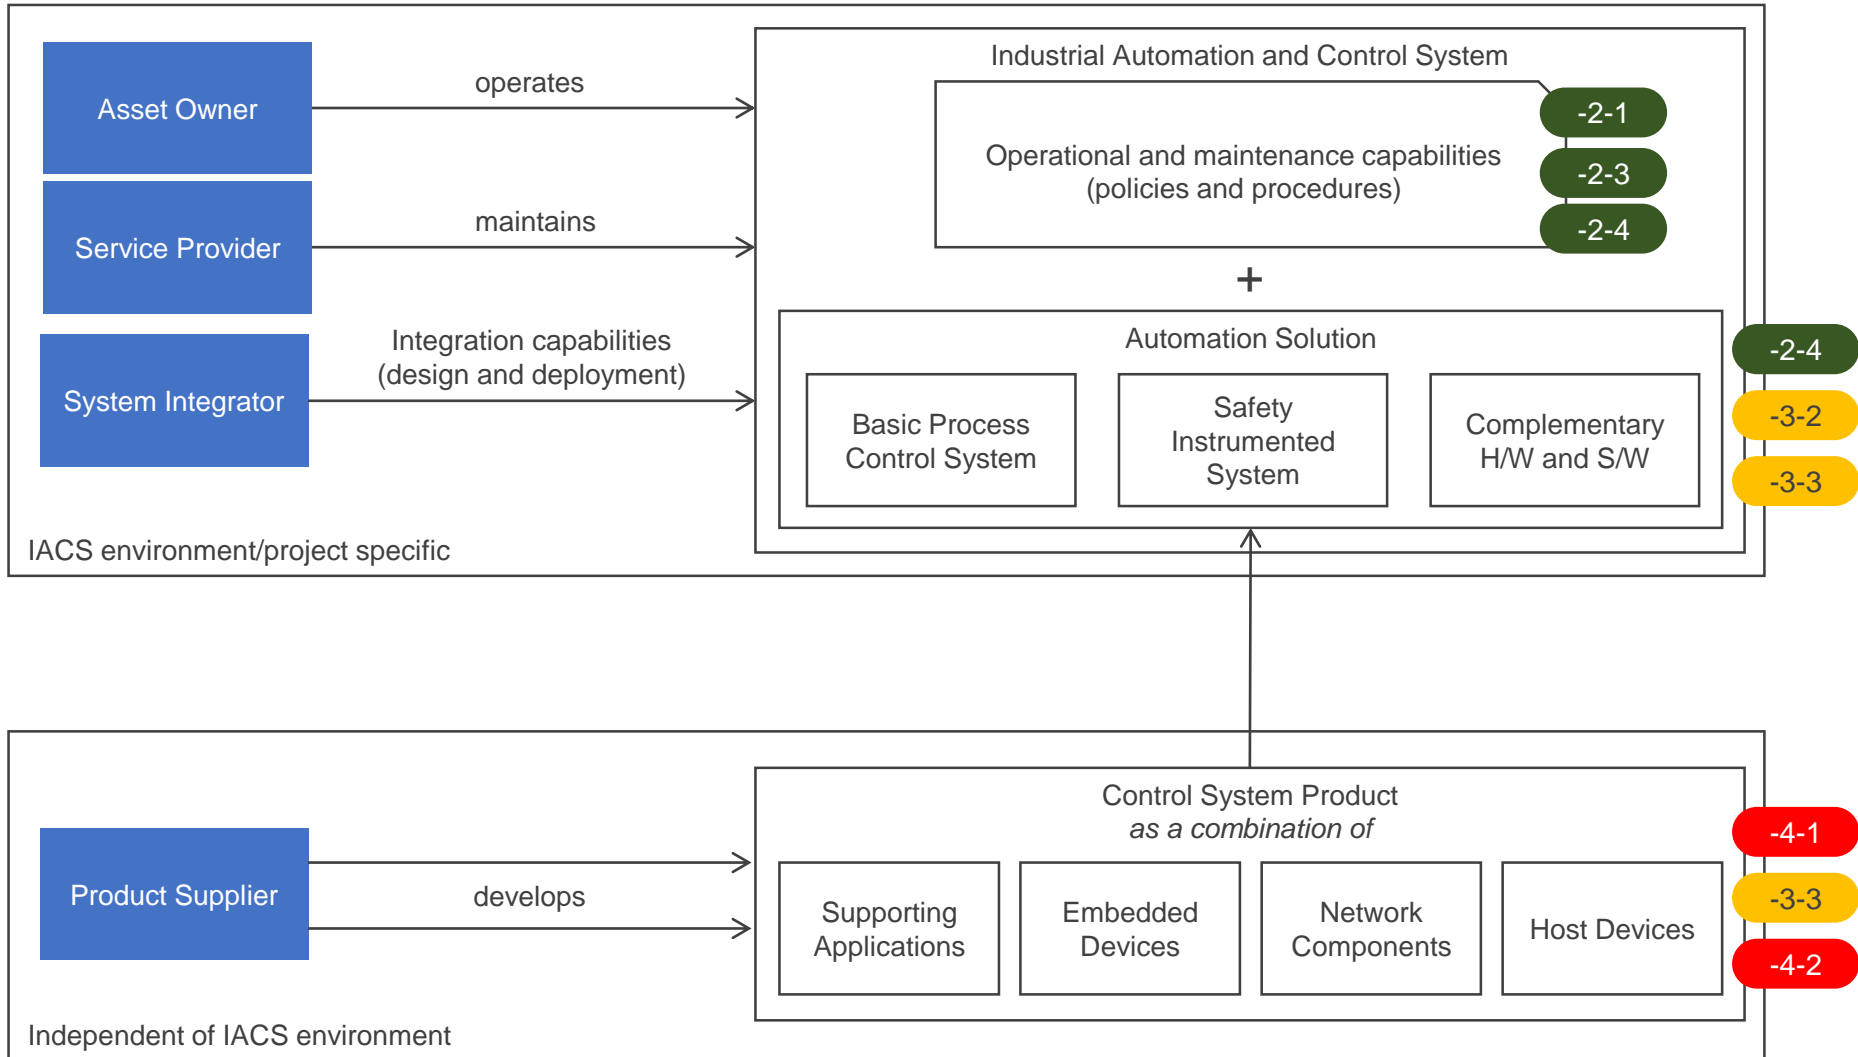 Industrial Automation and Control System
Asset Owner
operates
-2-1
Operational and maintenance capabilities
(policies and procedures)
-2-3
-2-4
Service Provider
maintains
+
System Integrator
Integration capabilities
(design and deployment)
Automation Solution
-2-4
-3-2
-3-3
Basic Process
Control System
Safety
Instrumented
System
Complementary
H/W and S/W
IACS environment/project specific
Control System Product
as a combination of
Product Supplier
develops
-4-1
-3-3
-4-2
Supporting
Applications
Embedded
Devices
Network
Components
Host Devices
Independent of IACS environment